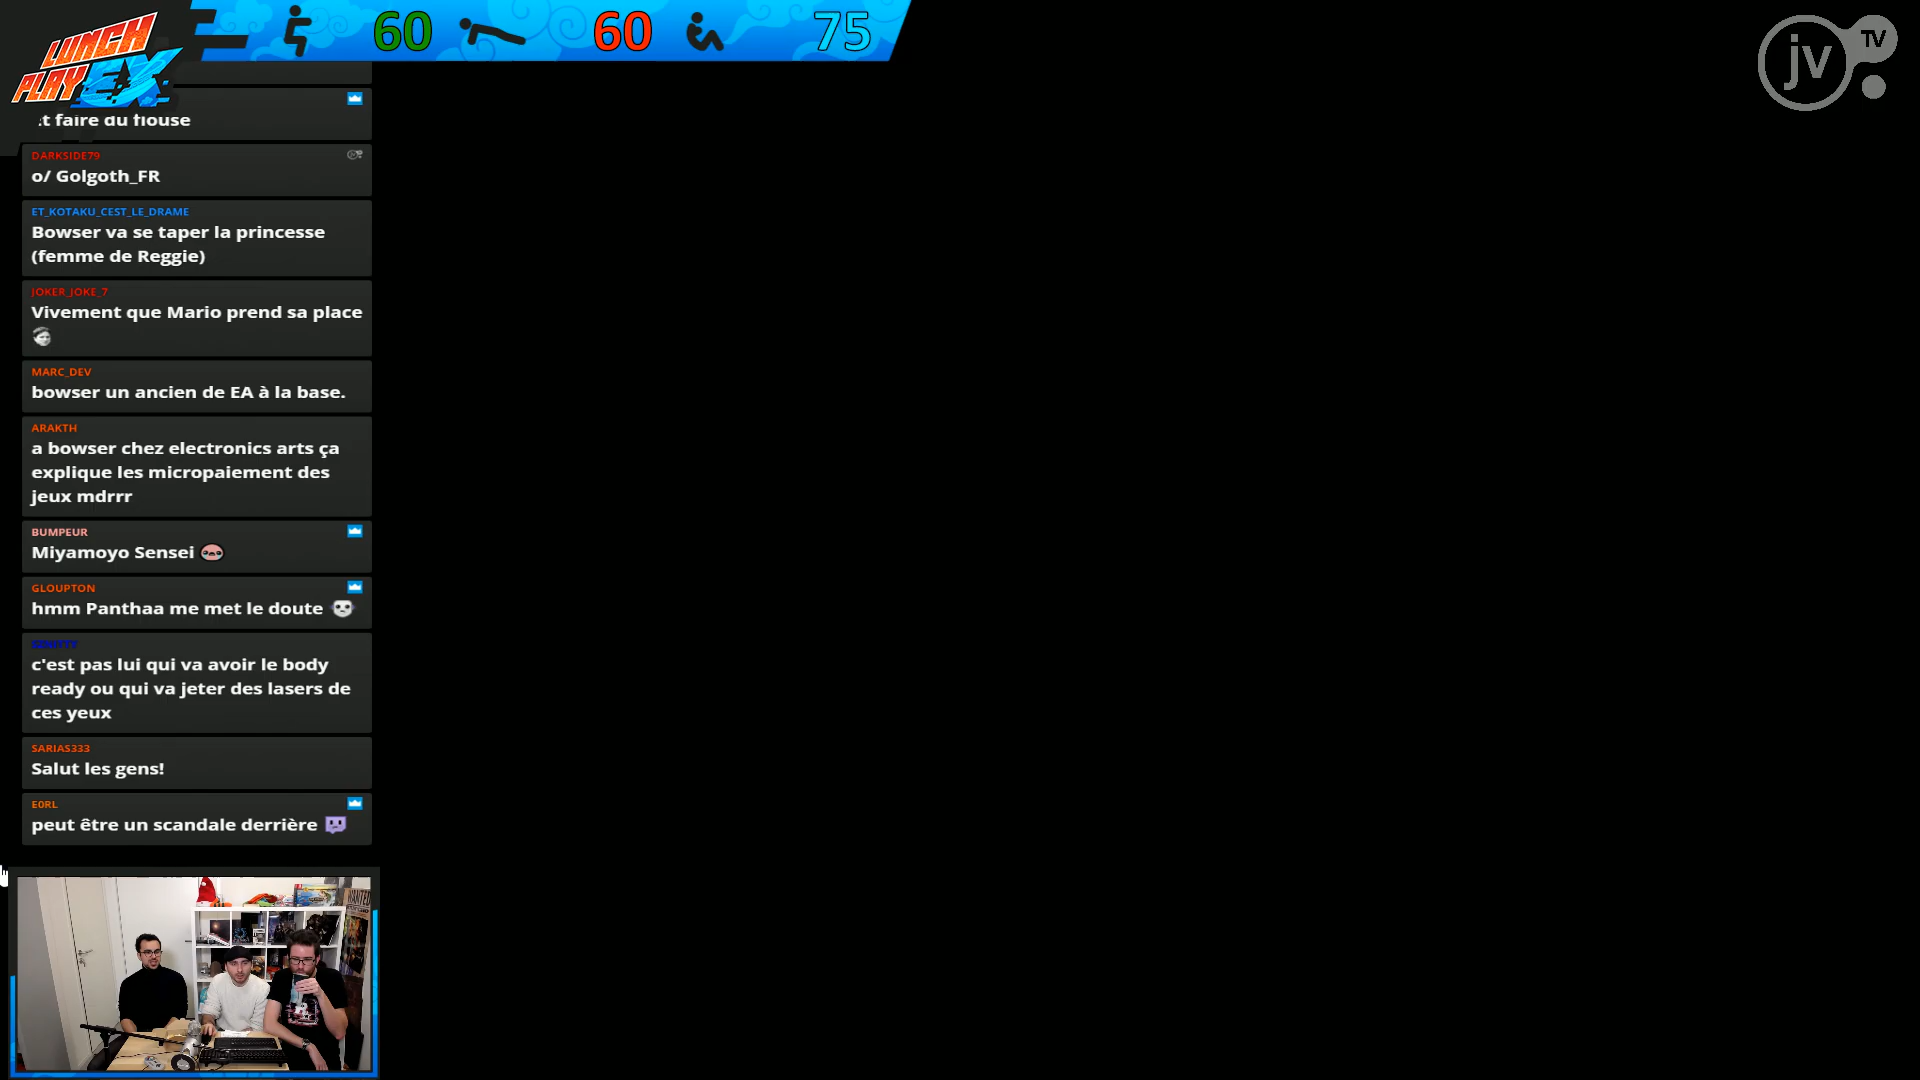 LUNCH
PLAY EX
60
60
75
jv TV
t faire du flouse
DARKSIDE79
o/ Golgoth_FR
ET_KOTAKU_CEST_LE_DRAME
Bowser va se taper la princesse
(femme de Reggie)
JOKER_JOKE_7
Vivement que Mario prend sa place
MARC_DEV
bowser un ancien de EA à la base.
ARAKTH
a bowser chez electronics arts ça
explique les micropaiement des
jeux mdrrr
BUMPEUR
Miyamoyo Sensei
GLOUPTON
hmm Panthaa me met le doute
c'est pas lui qui va avoir le body
ready ou qui va jeter des lasers de
ces yeux
SARIAS333
Salut les gens!
E0RL
peut être un scandale derrière
WANTED